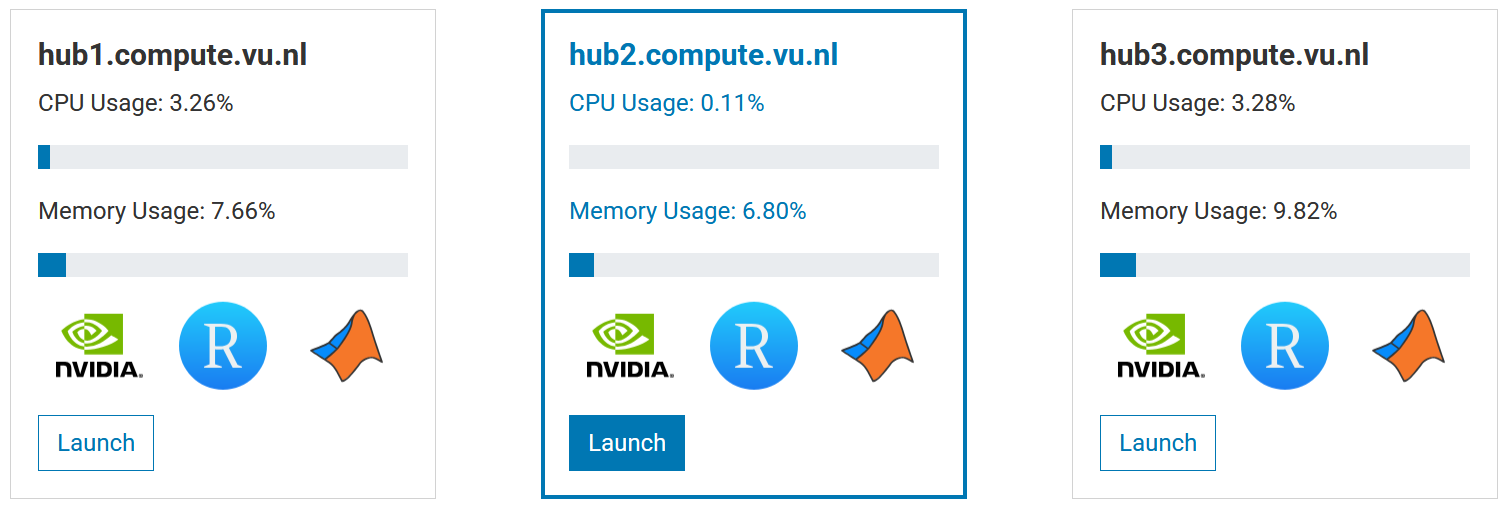 hub1.compute.vu.nl
CPU Usage: 3.26%
Memory Usage: 7.66%
NVIDIA.
R
Launch
hub2.compute.vu.nl
CPU Usage: 0.11%
Memory Usage: 6.80%
NVIDIA.
R
Launch
hub3.compute.vu.nl
CPU Usage: 3.28%
Memory Usage: 9.82%
NVIDIA.
R
Launch